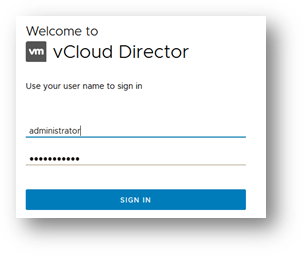 Welcome to
vm vCloud Director
Use your user name to sign in
administrator
•••••••••••
SIGN IN